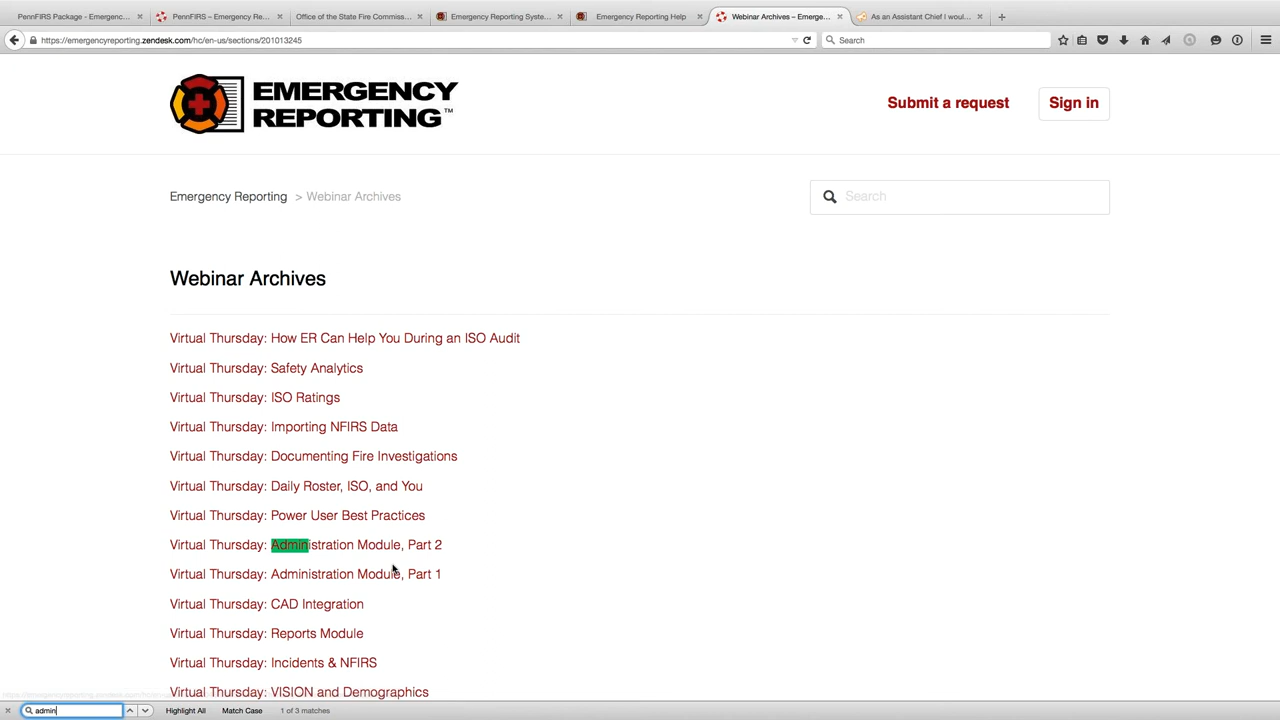 PennFIRS Package - Emergenc...
PennFIRS – Emergency Re...
Office of the State Fire Commiss...
Emergency Reporting Syste...
Emergency Reporting Help
Webinar Archives – Emerge...
As an Assistant Chief I woul...
https://emergencyreporting.zendesk.com/hc/en-us/sections/201013245
Search
EMERGENCY
REPORTING™
Submit a request
Sign in
Emergency Reporting > Webinar Archives
Search
Webinar Archives
Virtual Thursday: How ER Can Help You During an ISO Audit
Virtual Thursday: Safety Analytics
Virtual Thursday: ISO Ratings
Virtual Thursday: Importing NFIRS Data
Virtual Thursday: Documenting Fire Investigations
Virtual Thursday: Daily Roster, ISO, and You
Virtual Thursday: Power User Best Practices
Virtual Thursday: Administration Module, Part 2
Virtual Thursday: Administration Module, Part 1
Virtual Thursday: CAD Integration
Virtual Thursday: Reports Module
Virtual Thursday: Incidents & NFIRS
Virtual Thursday: VISION and Demographics
admin
Highlight All
Match Case
1 of 3 matches